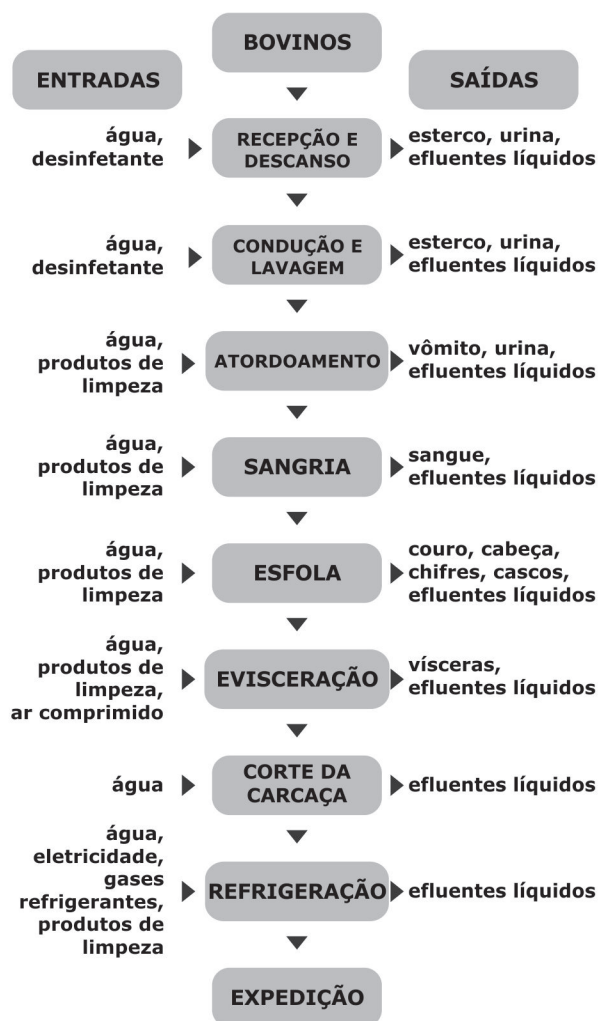 BOVINOS
ENTRADAS
SAÍDAS
água,
desinfetante
RECEPÇÃO E
DESCANSO
esterco, urina,
efluentes líquidos
água,
desinfetante
CONDUÇÃO E
LAVAGEM
esterco, urina,
efluentes líquidos
água,
produtos de
limpeza
ATORDOAMENTO
vômito, urina,
efluentes líquidos
água,
produtos de
limpeza
SANGRIA
sangue,
efluentes líquidos
água,
produtos de
limpeza
ESFOLA
couro, cabeça,
chifres, cascos,
efluentes líquidos
água,
produtos de
limpeza,
ar comprimido
EVISCERAÇÃO
vísceras,
efluentes líquidos
água
CORTE DA
CARCAÇA
efluentes líquidos
água,
eletricidade,
gases
refrigerantes,
produtos de
limpeza
REFRIGERAÇÃO
efluentes líquidos
EXPEDIÇÃO